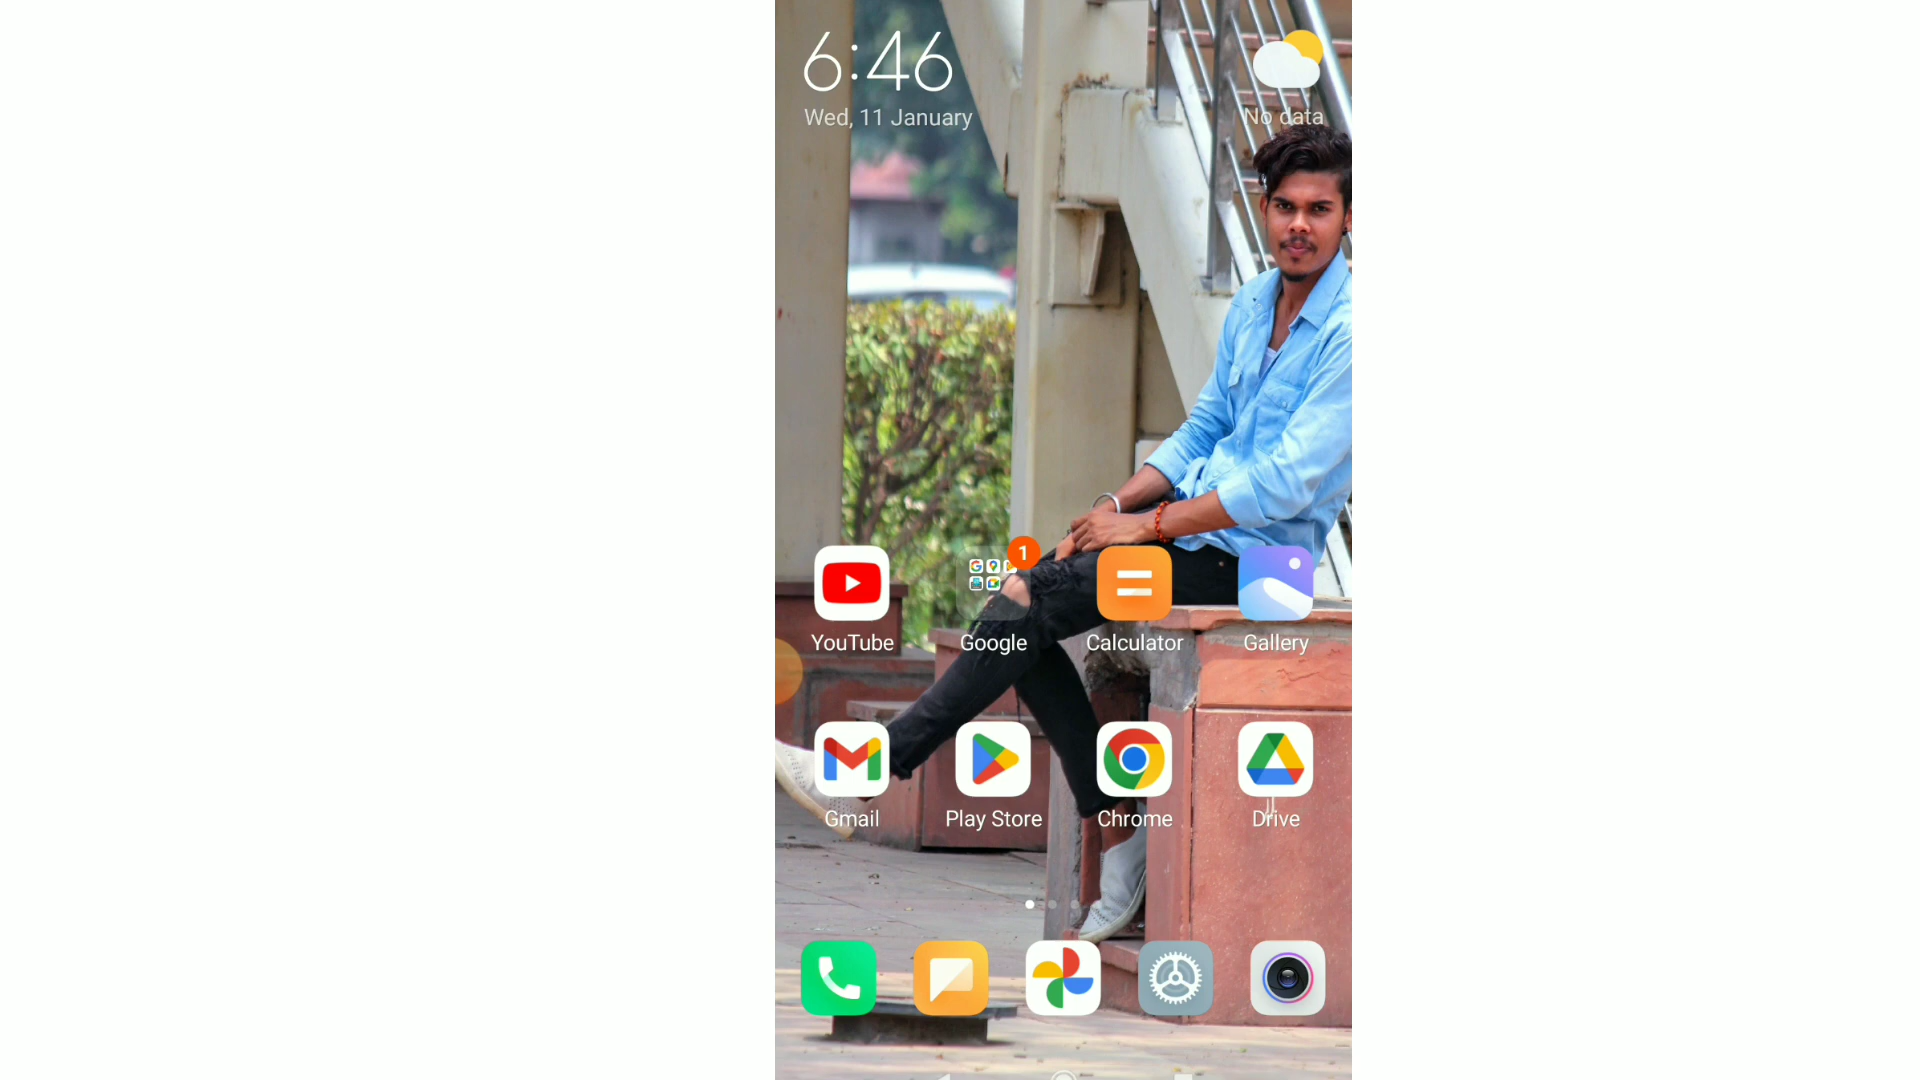 6:46
Wed, 11 January
No data
1
YouTube
Google
Calculator
Gallery
Gmail
Play Store
Chrome
Drive